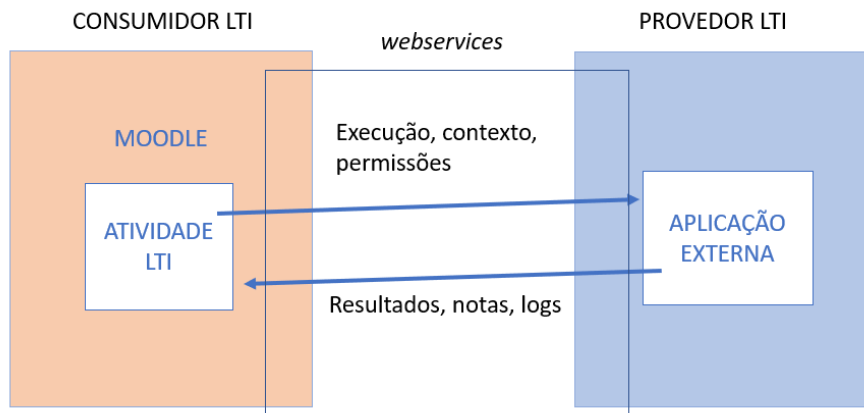 CONSUMIDOR LTI
webservices
PROVEDOR LTI
MOODLE
Execução, contexto,
permissões
ATIVIDADE
LTI
APLICAÇÃO
EXTERNA
Resultados, notas, logs